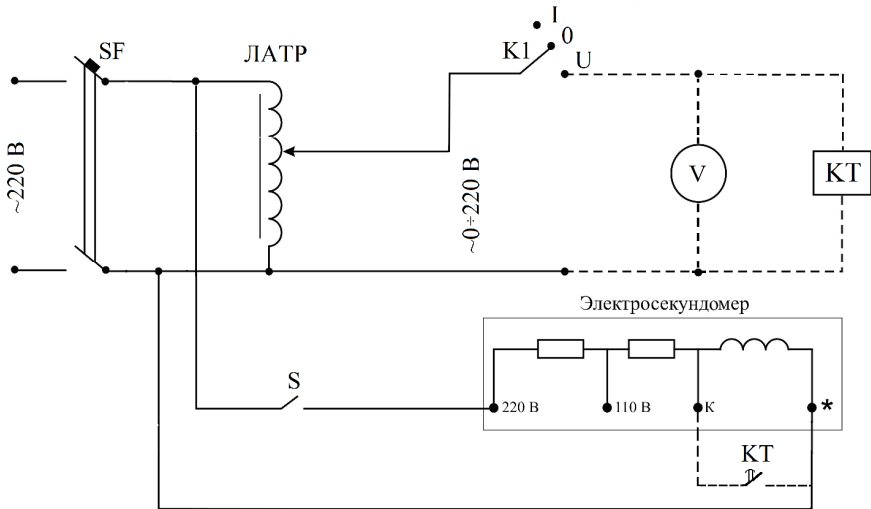 I
SF
ЛАТР
K1
0
U
~220 В
~0÷220 В
V
KT
Электросекундомер
S
220 В
110 В
К
*
KT